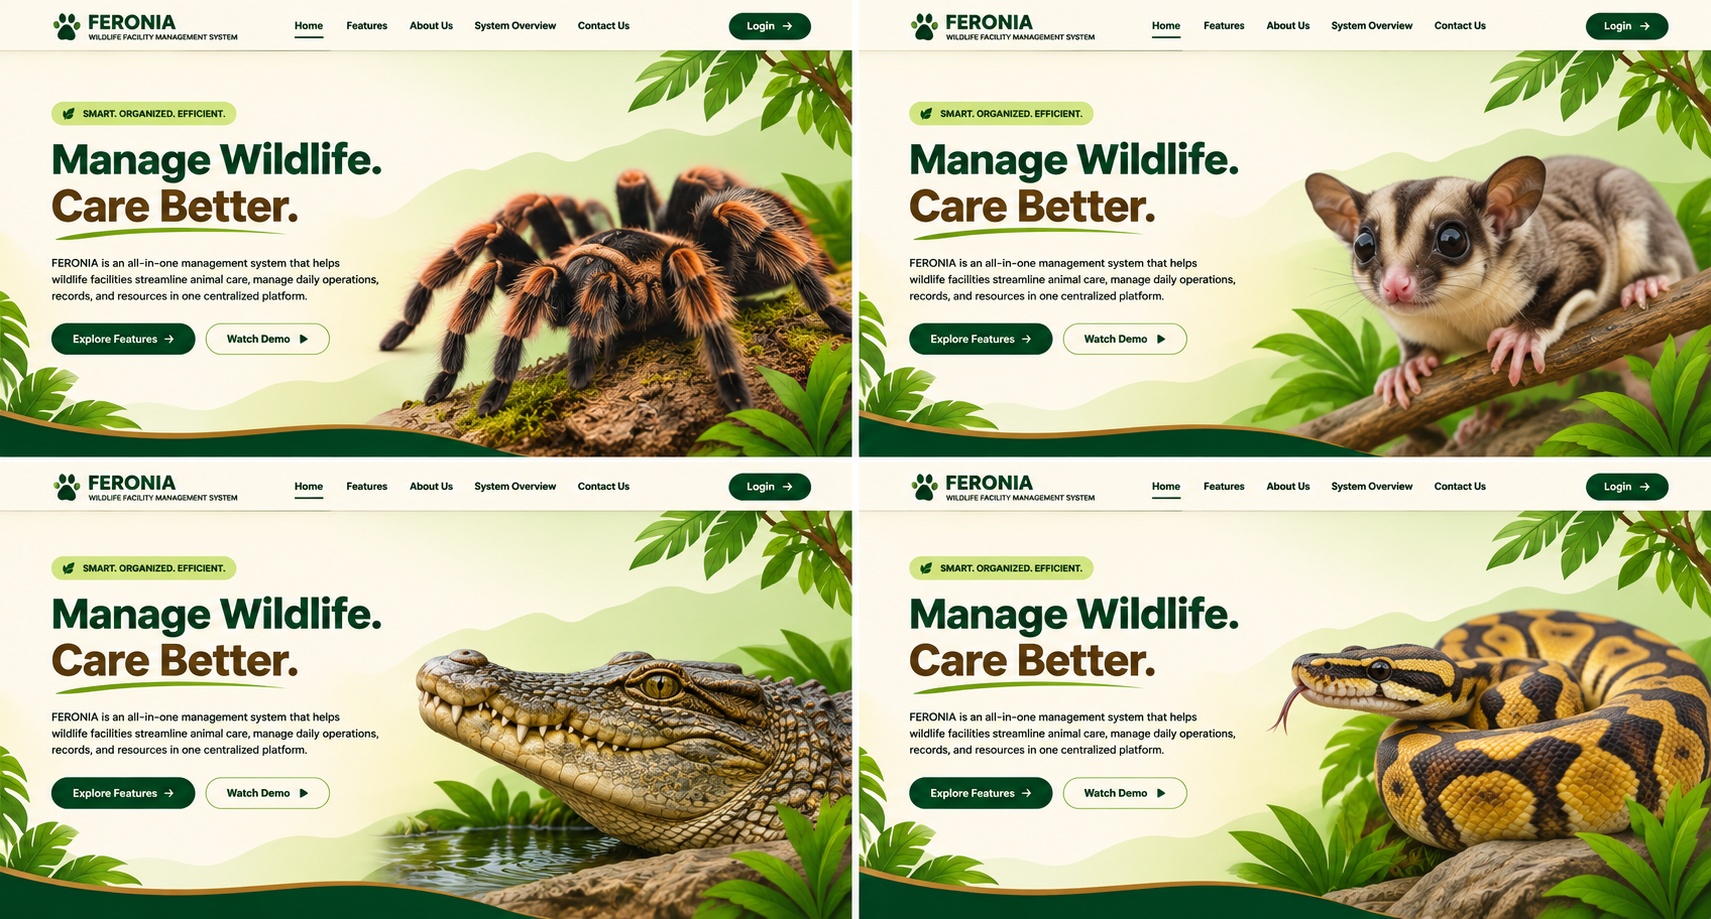 FERONIA
WILDLIFE FACILITY MANAGEMENT SYSTEM
Home
Features
About Us
System Overview
Contact Us
Login
SMART. ORGANIZED. EFFICIENT.
Manage Wildlife.
Care Better.
FERONIA is an all-in-one management system that helps
wildlife facilities streamline animal care, manage daily operations,
records, and resources in one centralized platform.
Explore Features
Watch Demo
FERONIA
WILDLIFE FACILITY MANAGEMENT SYSTEM
Home
Features
About Us
System Overview
Contact Us
Login
SMART. ORGANIZED. EFFICIENT.
Manage Wildlife.
Care Better.
FERONIA is an all-in-one management system that helps
wildlife facilities streamline animal care, manage daily operations,
records, and resources in one centralized platform.
Explore Features
Watch Demo
FERONIA
WILDLIFE FACILITY MANAGEMENT SYSTEM
Home
Features
About Us
System Overview
Contact Us
Login
SMART. ORGANIZED. EFFICIENT.
Manage Wildlife.
Care Better.
FERONIA is an all-in-one management system that helps
wildlife facilities streamline animal care, manage daily operations,
records, and resources in one centralized platform.
Explore Features
Watch Demo
FERONIA
WILDLIFE FACILITY MANAGEMENT SYSTEM
Home
Features
About Us
System Overview
Contact Us
Login
SMART. ORGANIZED. EFFICIENT.
Manage Wildlife.
Care Better.
FERONIA is an all-in-one management system that helps
wildlife facilities streamline animal care, manage daily operations,
records, and resources in one centralized platform.
Explore Features
Watch Demo